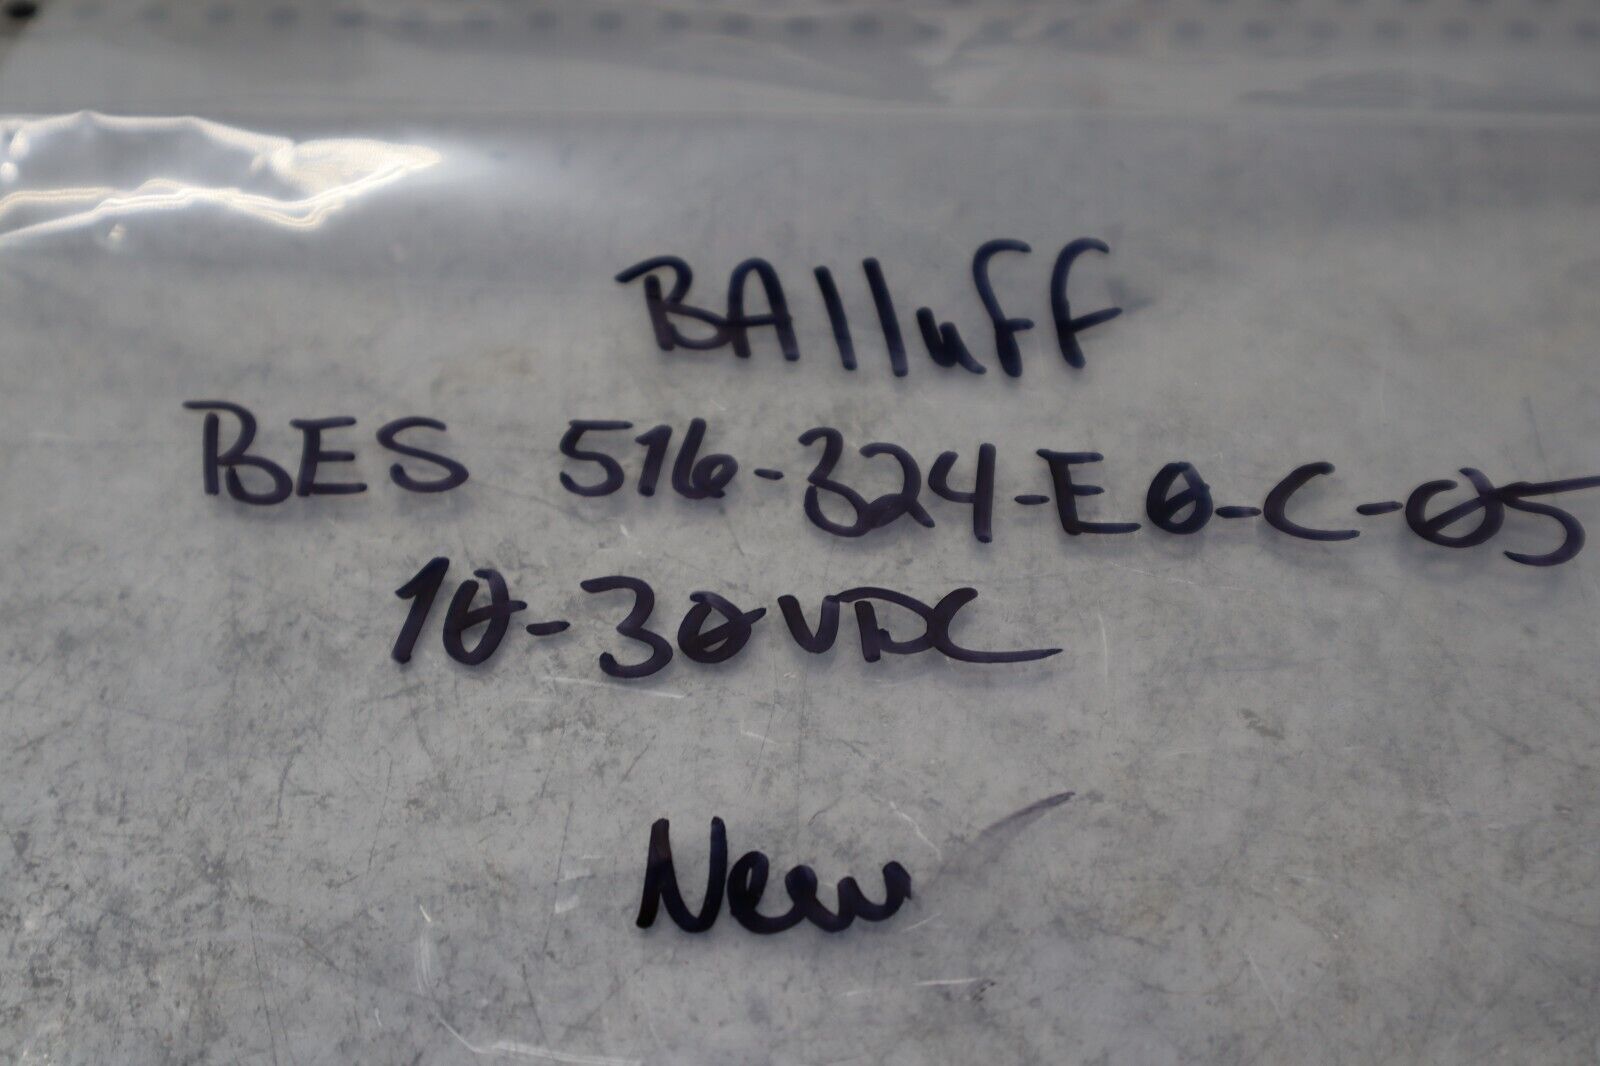 BAlluFF
BES 516-324-E0-C-05
10-30VDC
New